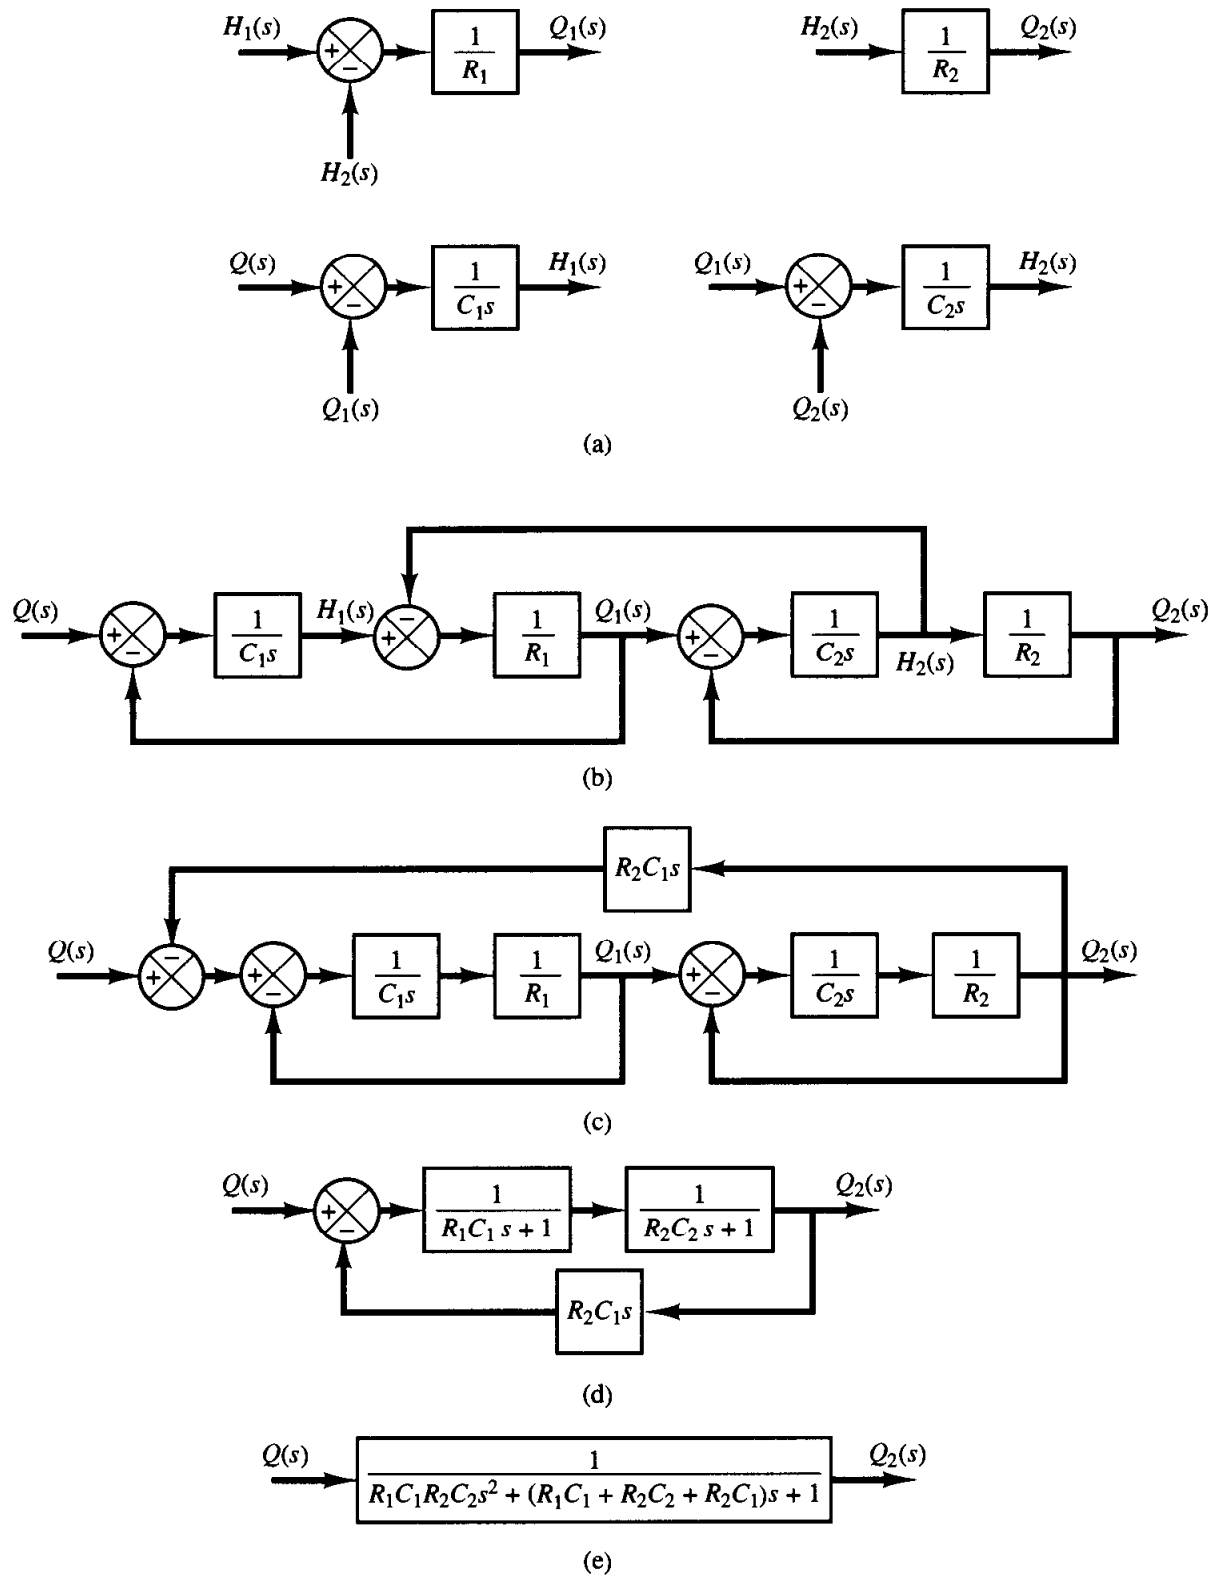 H₁(s) + − 1/R₁ Q₁(s)
H₂(s)
H₂(s) 1/R₂ Q₂(s)
Q(s) + − 1/C₁s H₁(s)
Q₁(s)
Q₁(s) + − 1/C₂s H₂(s)
Q₂(s)
(a)
Q(s) + − 1/C₁s H₁(s) + − 1/R₁ Q₁(s) + − 1/C₂s H₂(s) 1/R₂ Q₂(s)
(b)
R₂C₁s
Q(s) + − + − 1/C₁s 1/R₁ Q₁(s) + − 1/C₂s 1/R₂ Q₂(s)
(c)
Q(s) + − 1/(R₁C₁ s + 1) 1/(R₂C₂ s + 1) Q₂(s)
R₂C₁s
(d)
Q(s) 1/(R₁C₁R₂C₂s² + (R₁C₁ + R₂C₂ + R₂C₁)s + 1) Q₂(s)
(e)